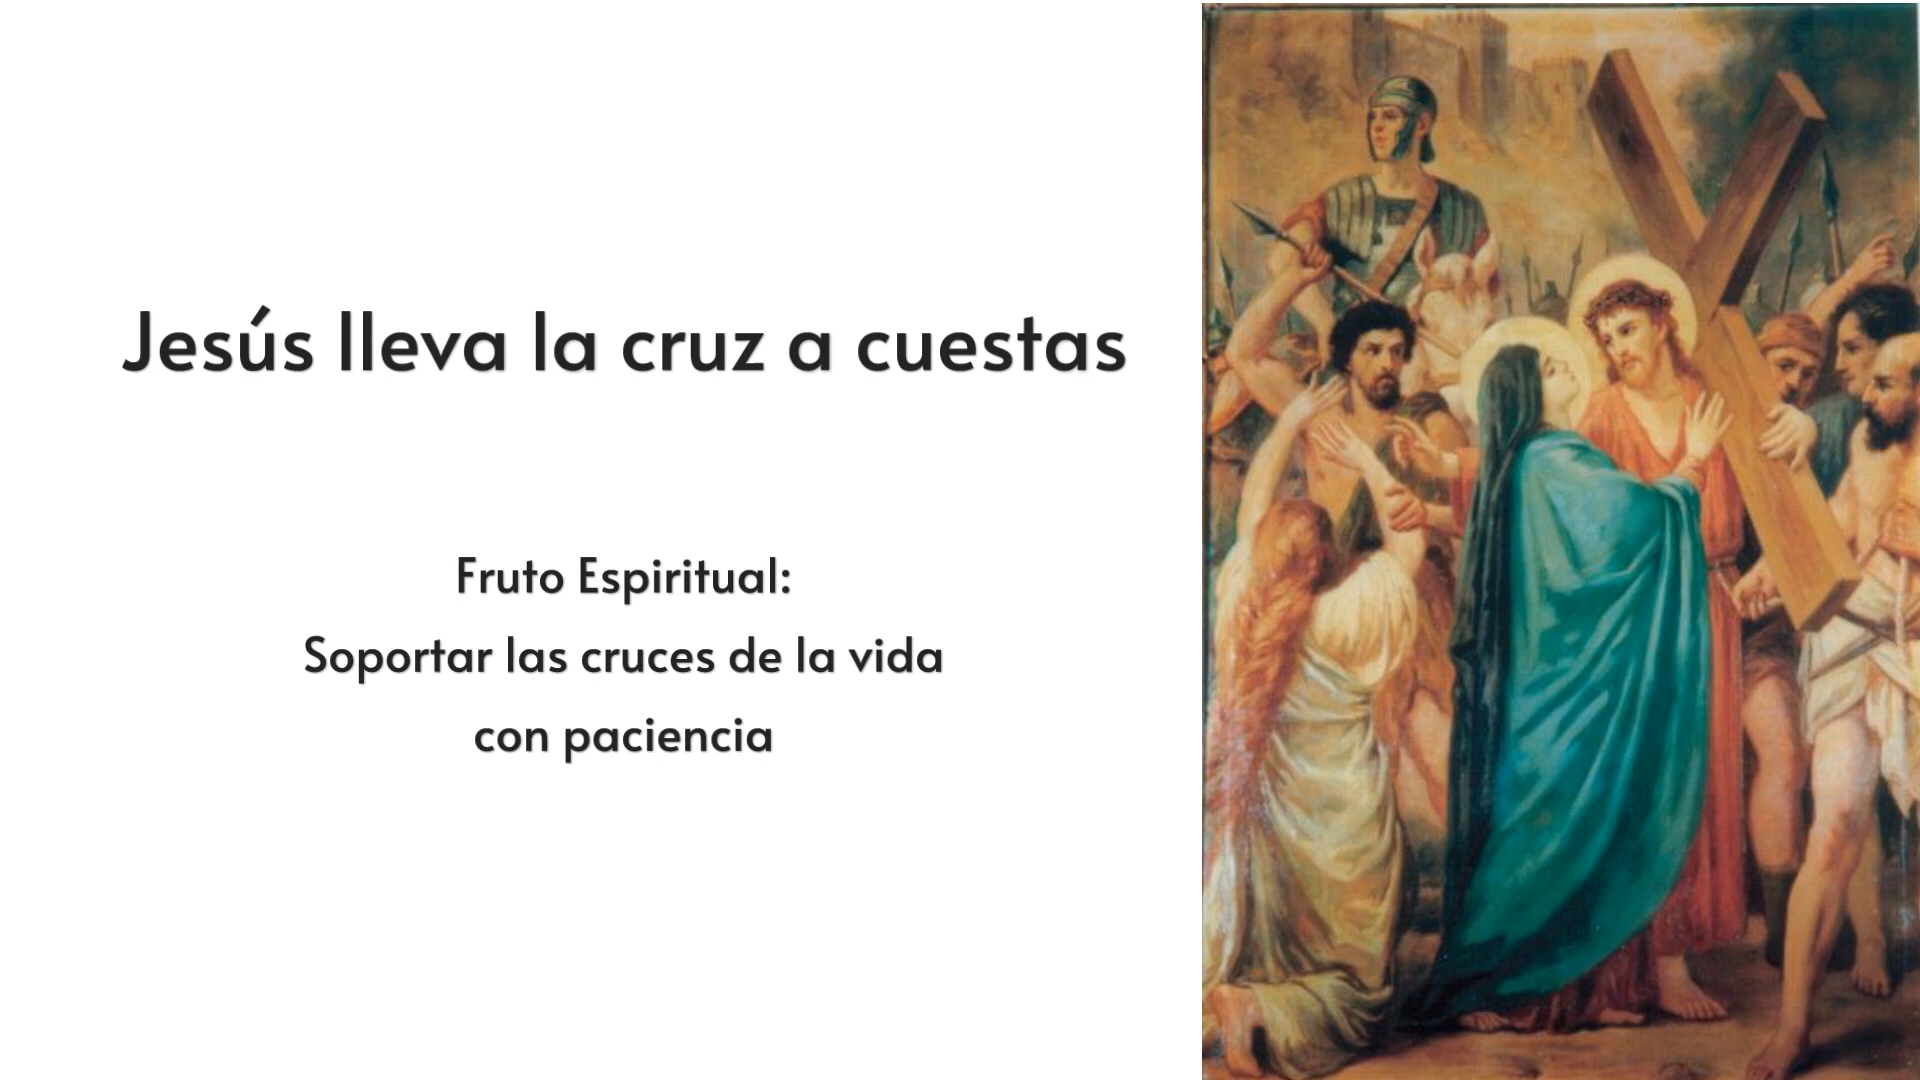 Jesús lleva la cruz a cuestas
Fruto Espiritual:
Soportar las cruces de la vida
con paciencia